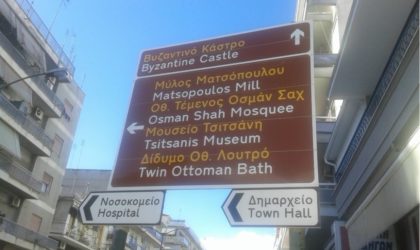 Βυζαντινό Κάστρο
Byzantine Castle
Μύλος Ματσόπουλου
Matsopoulos Mill
Οθ. Τέμενος Οσμάν Σαχ
Osman Shah Mosquee
Μουσείο Τσιτσάνη
Tsitsanis Museum
Δίδυμο Οθ. Λουτρό
Twin Ottoman Bath
Νοσοκομείο
Hospital
Δημαρχείο
Town Hall